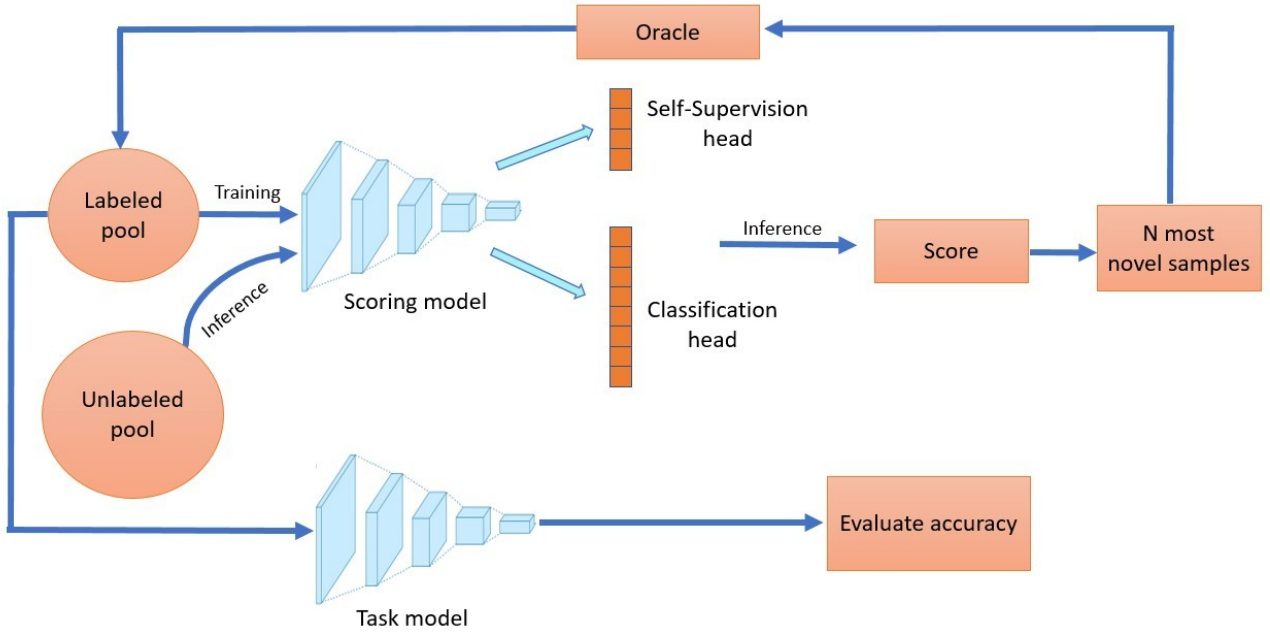 Oracle
Self-Supervision
head
Labeled
pool
Training
Inference
Scoring model
Classification
head
Inference
Score
N most
novel samples
Unlabeled
pool
Task model
Evaluate accuracy